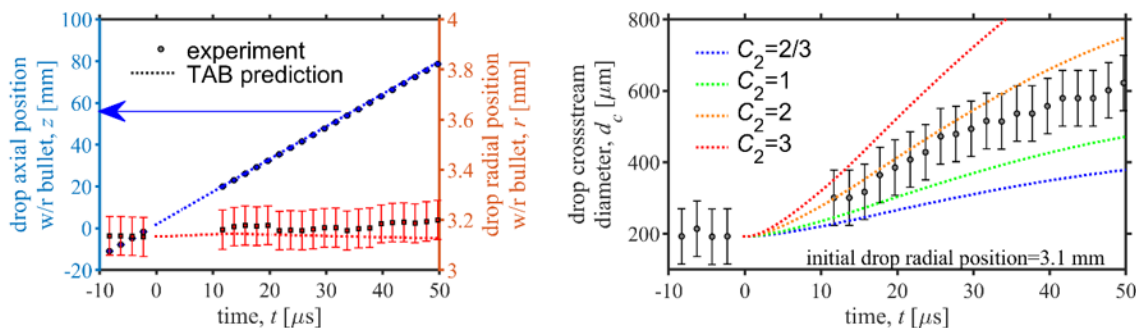 100
80
60
40
20
0
-20
drop axial position
w/r bullet, z [mm]
experiment
TAB prediction
4
3.8
3.6
3.4
3.2
3
drop radial position
w/r bullet, r [mm]
-10 0 10 20 30 40 50
time, t [μs]
800
600
400
200
drop crossstream
diameter, d_c [μm]
C_2=2/3
C_2=1
C_2=2
C_2=3
initial drop radial position=3.1 mm
-10 0 10 20 30 40 50
time, t [μs]